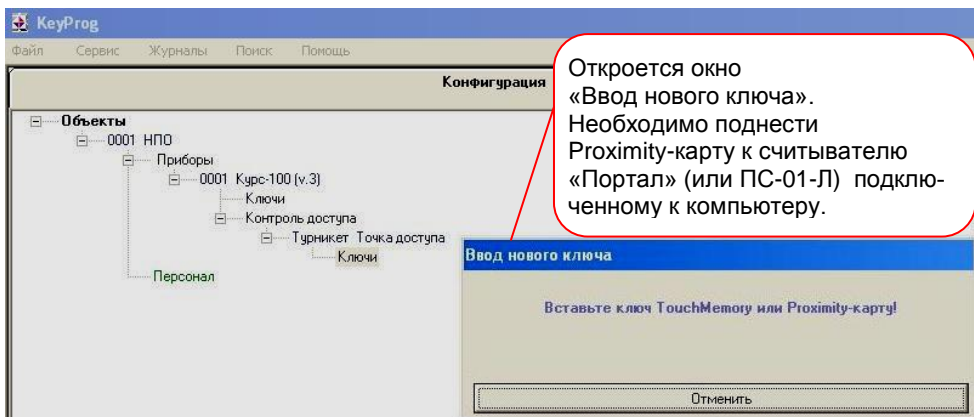 KeyProg
Файл Сервис Журналы Поиск Помощь
Конфигурация
Объекты
0001 НПО
Приборы
0001 Курс-100 (v.3)
Ключи
Контроль доступа
Турникет Точка доступа
Ключи
Персонал
Откроется окно
«Ввод нового ключа».
Необходимо поднести
Proximity-карту к считывателю
«Портал» (или ПС-01-Л) подклю-
ченному к компьютеру.
Ввод нового ключа
Вставьте ключ TouchMemory или Proximity-карту!
Отменить